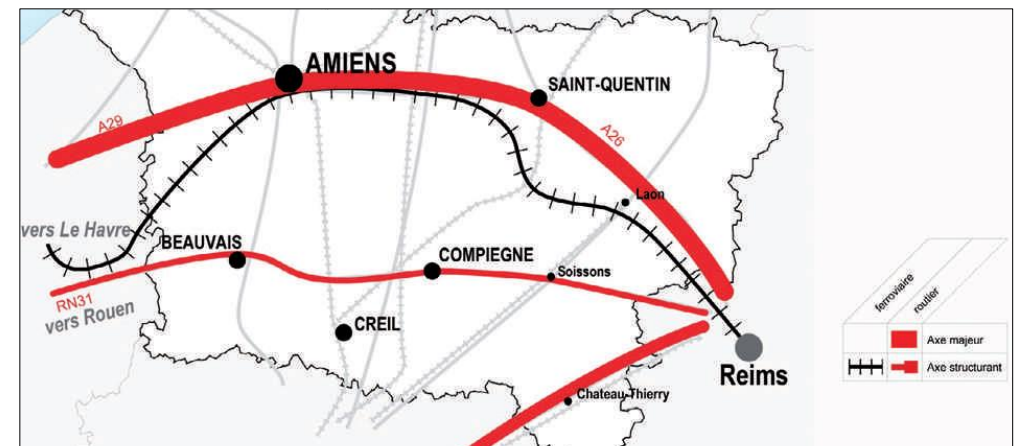 AMIENS
SAINT-QUENTIN
A29
A26
Laon
vers Le Havre
BEAUVAIS
COMPIEGNE
Soissons
RN31
vers Rouen
CREIL
Reims
Chateau-Thierry
ferroviaire
routier
Axe majeur
Axe structurant